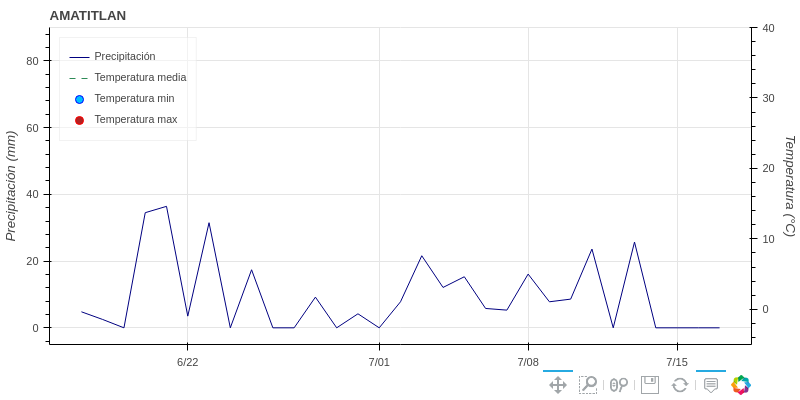 AMATITLAN
Precipitación
Temperatura media
Temperatura min
Temperatura max
Precipitación (mm)
80
60
40
20
0
Temperatura (°C)
40
30
20
10
0
6/22
7/01
7/08
7/15